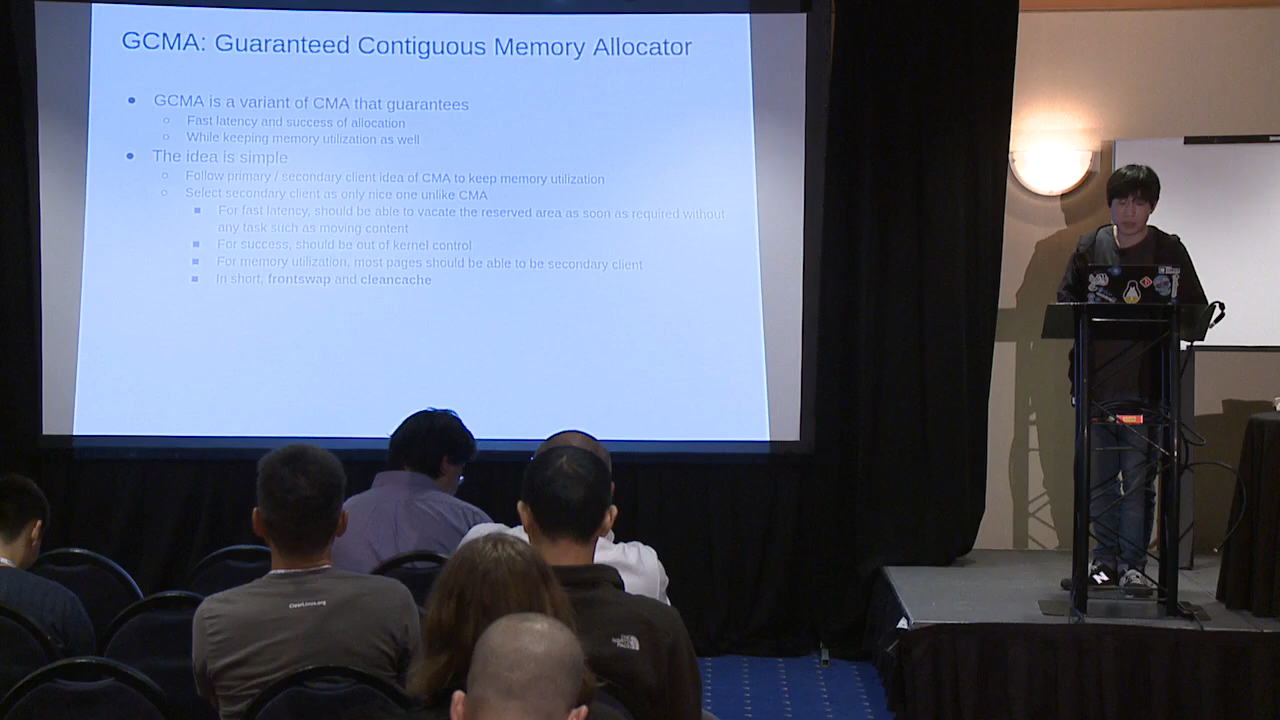 GCMA: Guaranteed Contiguous Memory Allocator
GCMA is a variant of CMA that guarantees
Fast latency and success of allocation
While keeping memory utilization as well
The idea is simple
Follow primary / secondary client idea of CMA to keep memory utilization
Select secondary client as only nice one unlike CMA
For fast latency, should be able to vacate the reserved area as soon as required without
any task such as moving content
For success, should be out of kernel control
For memory utilization, most pages should be able to be secondary client
In short, frontswap and cleancache
ClearLinux.org
THE
NORTH
FACE